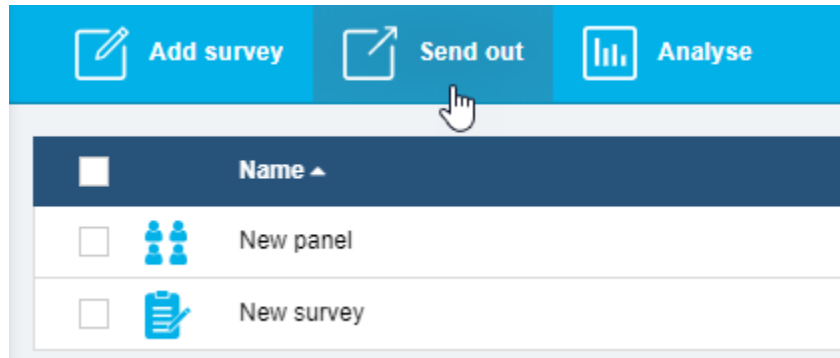 Add survey Send out Analyse
Name
New panel
New survey